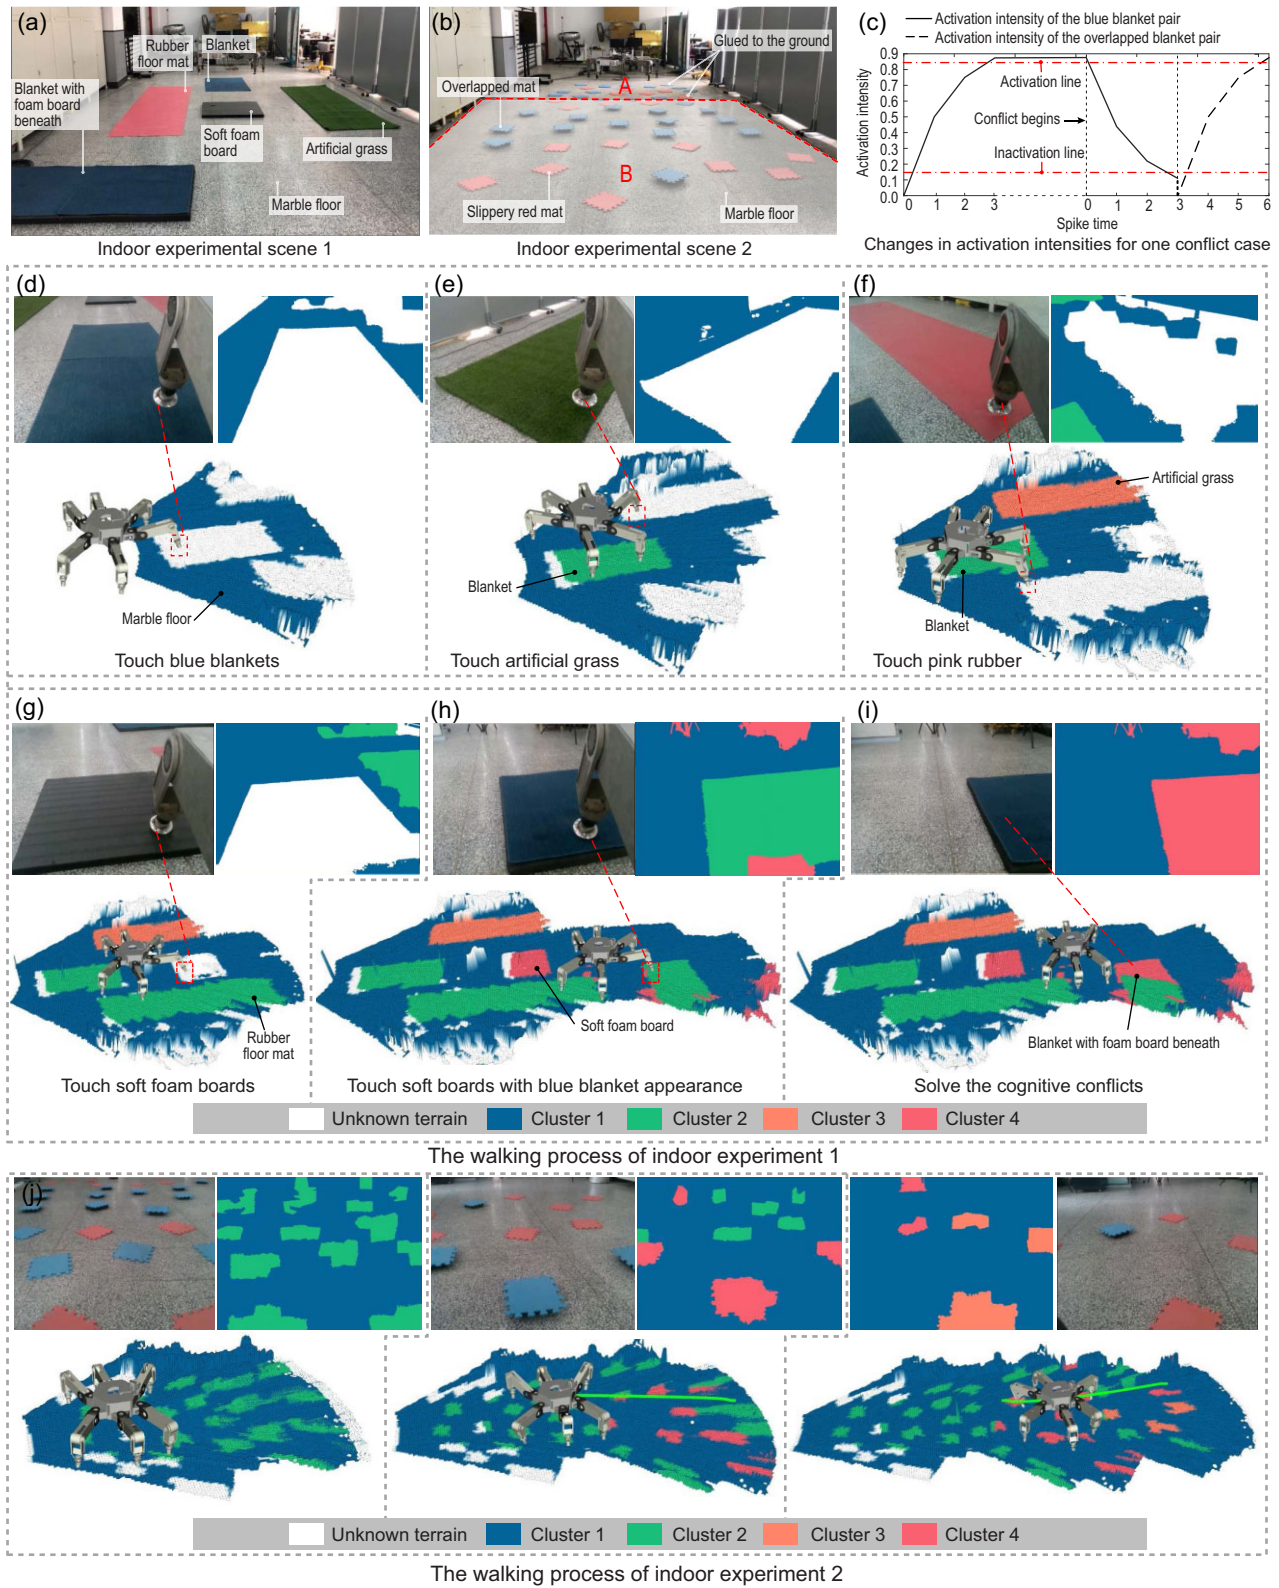 (a)
Rubber
floor mat
Blanket
Blanket with
foam board
beneath
Soft foam
board
Artificial grass
Marble floor
Indoor experimental scene 1
(b)
Glued to the ground
Overlapped mat
A
B
Slippery red mat
Marble floor
Indoor experimental scene 2
(c)
Activation intensity of the blue blanket pair
Activation intensity of the overlapped blanket pair
Activation intensity
0.9
0.8
0.7
0.6
0.5
0.4
0.3
0.2
0.1
0.0
Activation line
Conflict begins
Inactivation line
0 1 2 3 0 1 2 3 4 5 6
Spike time
Changes in activation intensities for one conflict case
(d)
Marble floor
Touch blue blankets
(e)
Blanket
Touch artificial grass
(f)
Artificial grass
Blanket
Touch pink rubber
(g)
Rubber
floor mat
Touch soft foam boards
(h)
Soft foam board
Touch soft boards with blue blanket appearance
(i)
Blanket with foam board beneath
Solve the cognitive conflicts
Unknown terrain Cluster 1 Cluster 2 Cluster 3 Cluster 4
The walking process of indoor experiment 1
(j)
Unknown terrain Cluster 1 Cluster 2 Cluster 3 Cluster 4
The walking process of indoor experiment 2